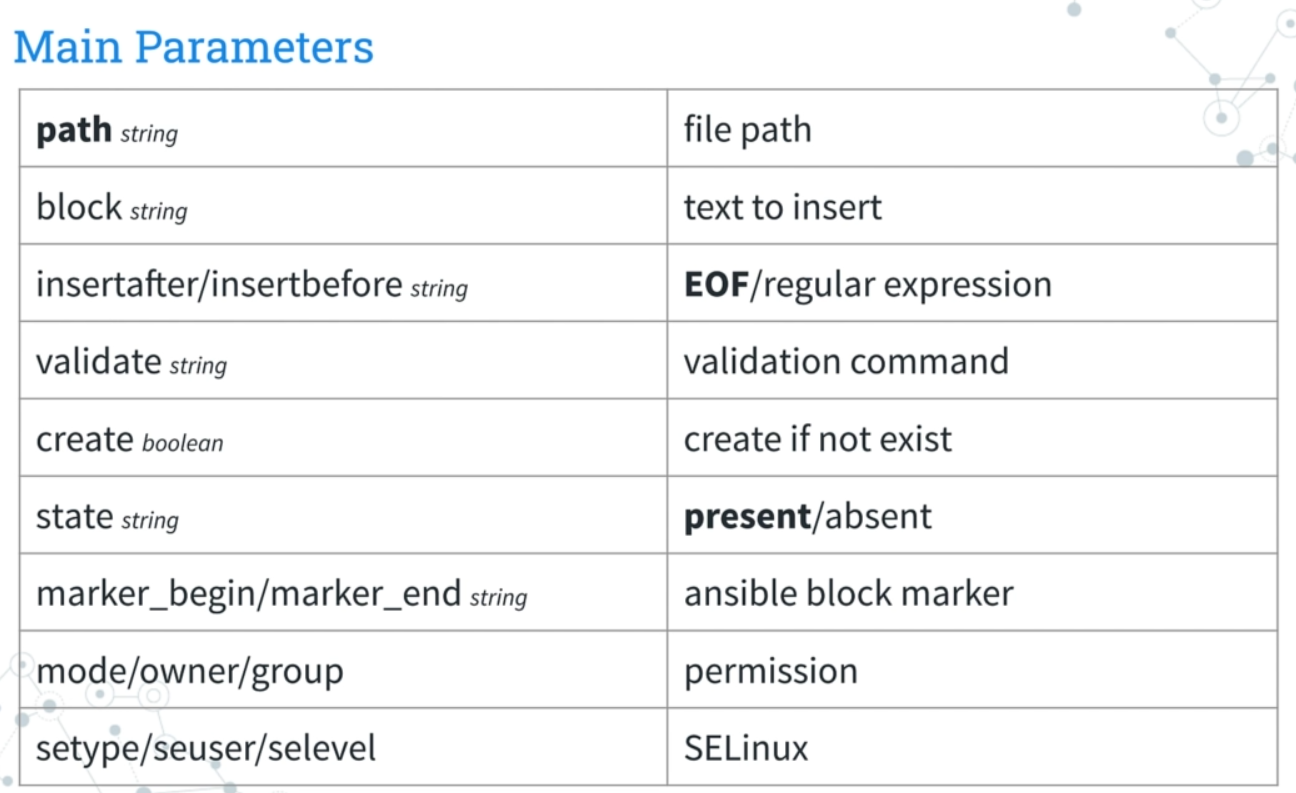 Main Parameters
path string
file path
block string
text to insert
insertafter/insertbefore string
EOF/regular expression
validate string
validation command
create boolean
create if not exist
state string
present/absent
marker_begin/marker_end string
ansible block marker
mode/owner/group
permission
setype/seuser/selevel
SELinux